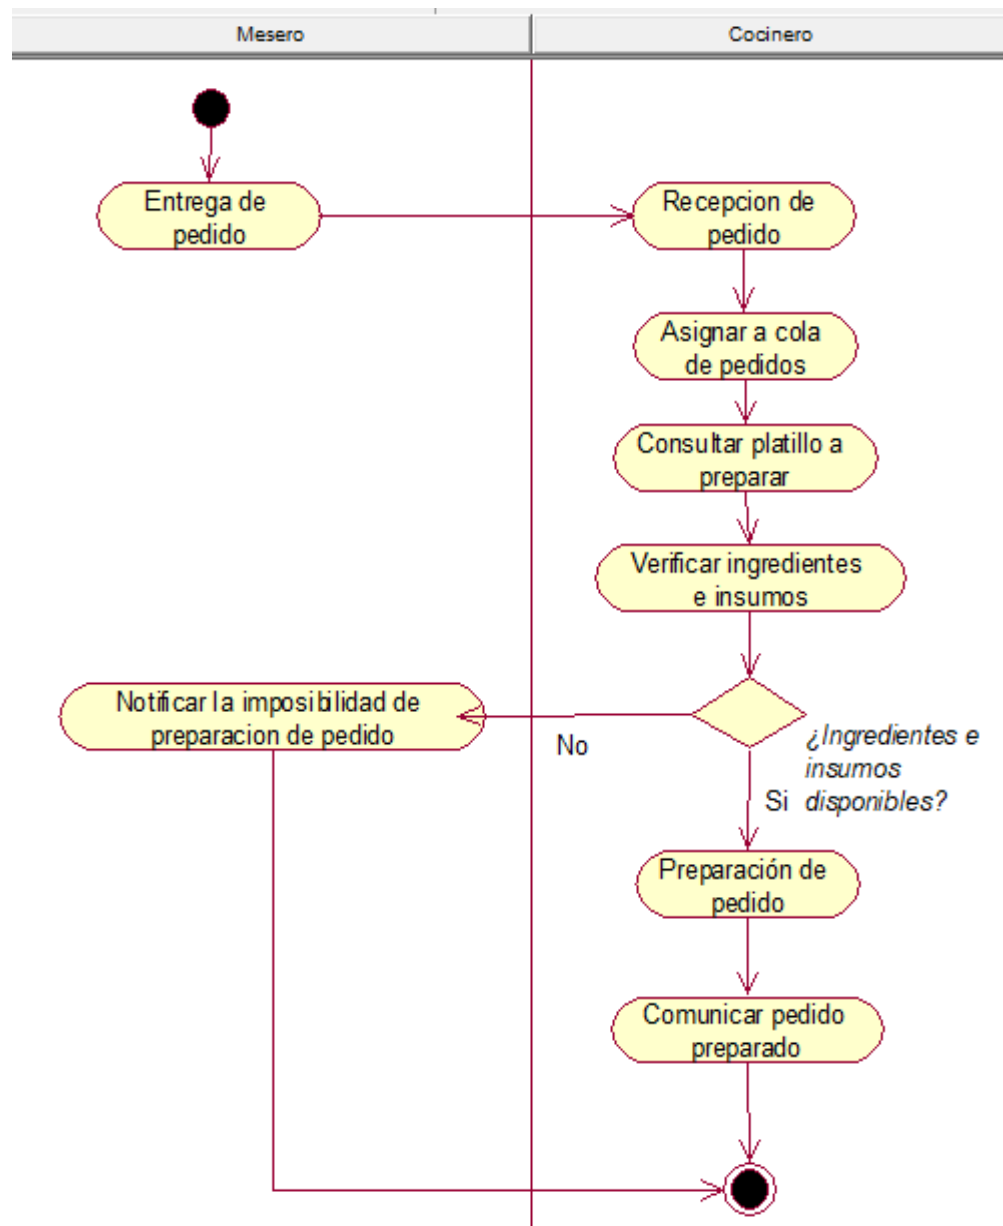 Mesero
Cocinero
Entrega de
pedido
Recepcion de
pedido
Asignar a cola
de pedidos
Consultar platillo a
preparar
Verificar ingredientes
e insumos
Notificar la imposibilidad de
preparacion de pedido
No
¿Ingredientes e
insumos
disponibles?
Si
Preparación de
pedido
Comunicar pedido
preparado